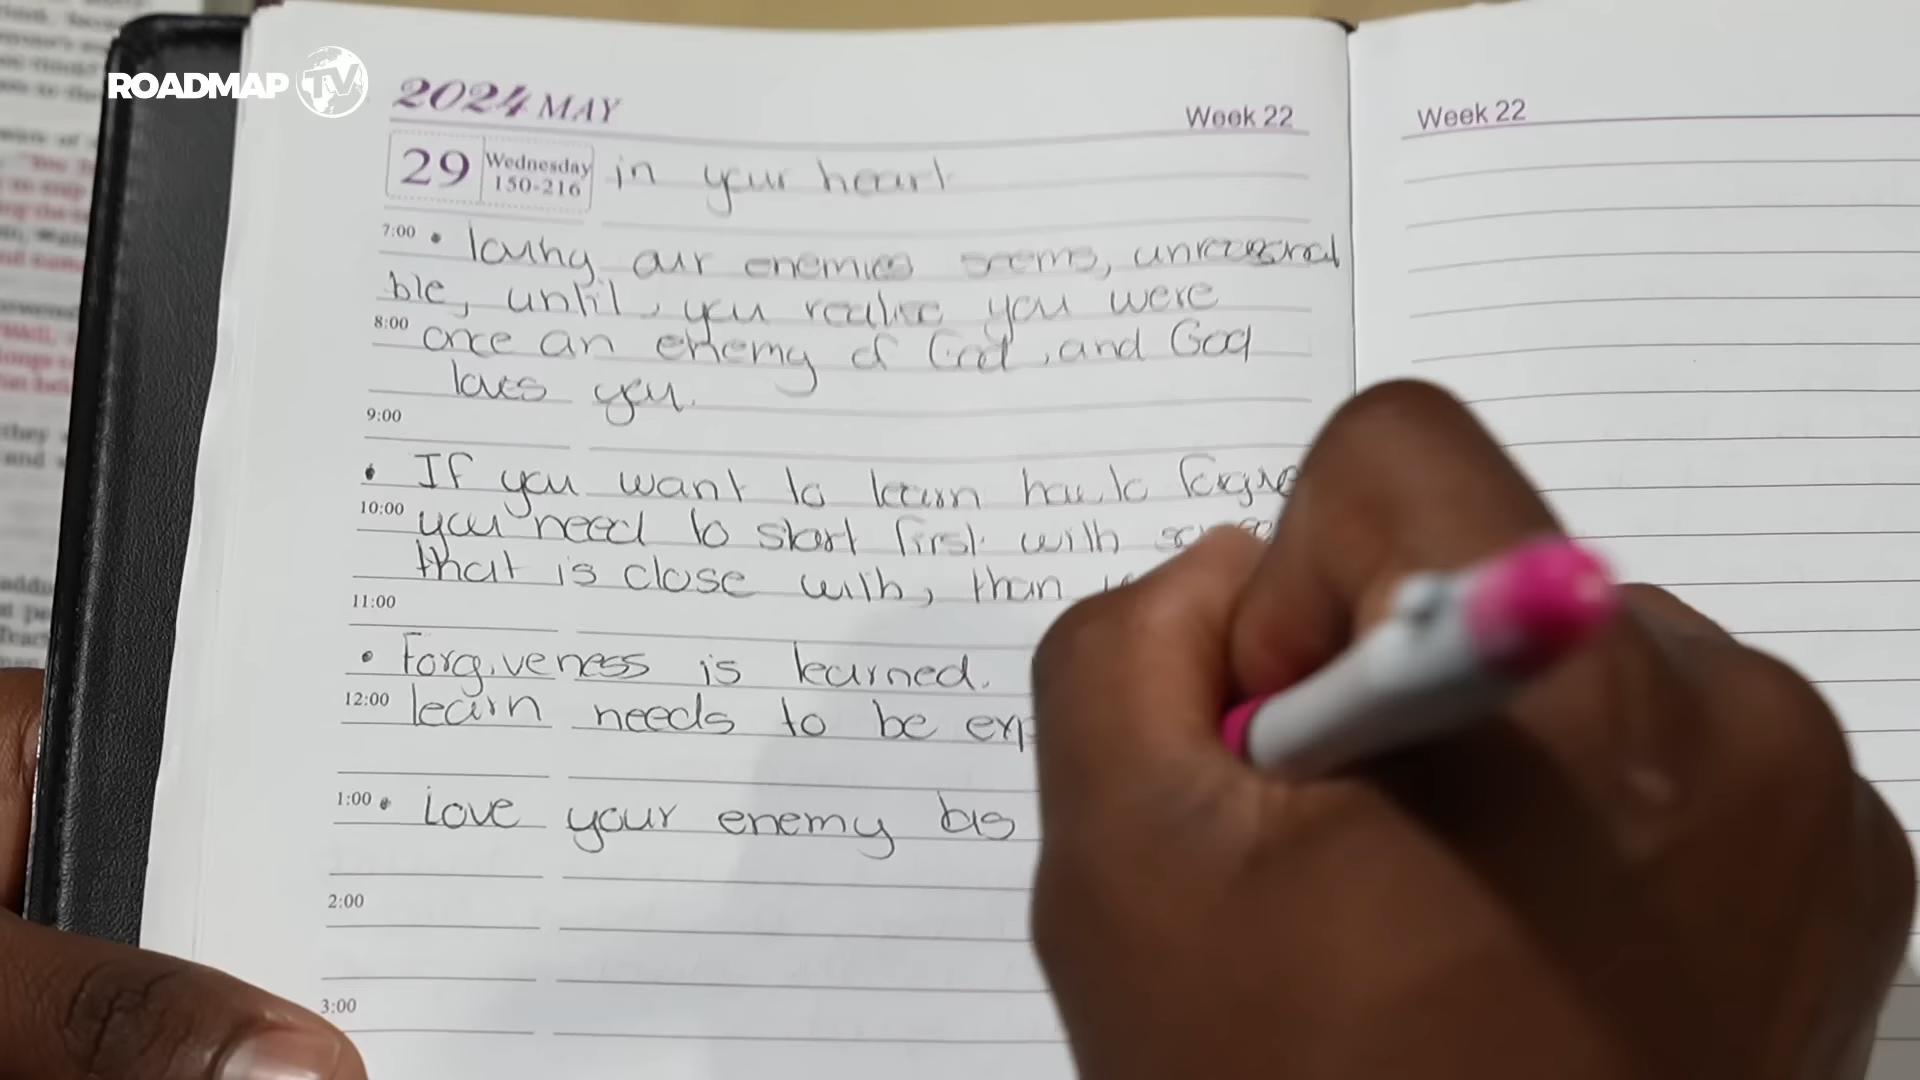 ROADMAP TV
2024 MAY
Week 22
Week 22
29 Wednesday
150-216
in your heart
7:00 • loving our enemies seems, unreasona
ble, until, you realise you were
8:00 once an enemy of God, and God
loves you.
9:00
• If you want to learn how to forgive
10:00 you need to start first with
that is close with, than
11:00
• Forgiveness is learned.
12:00 learn needs to be exp
1:00 • Love your enemy
2:00
3:00